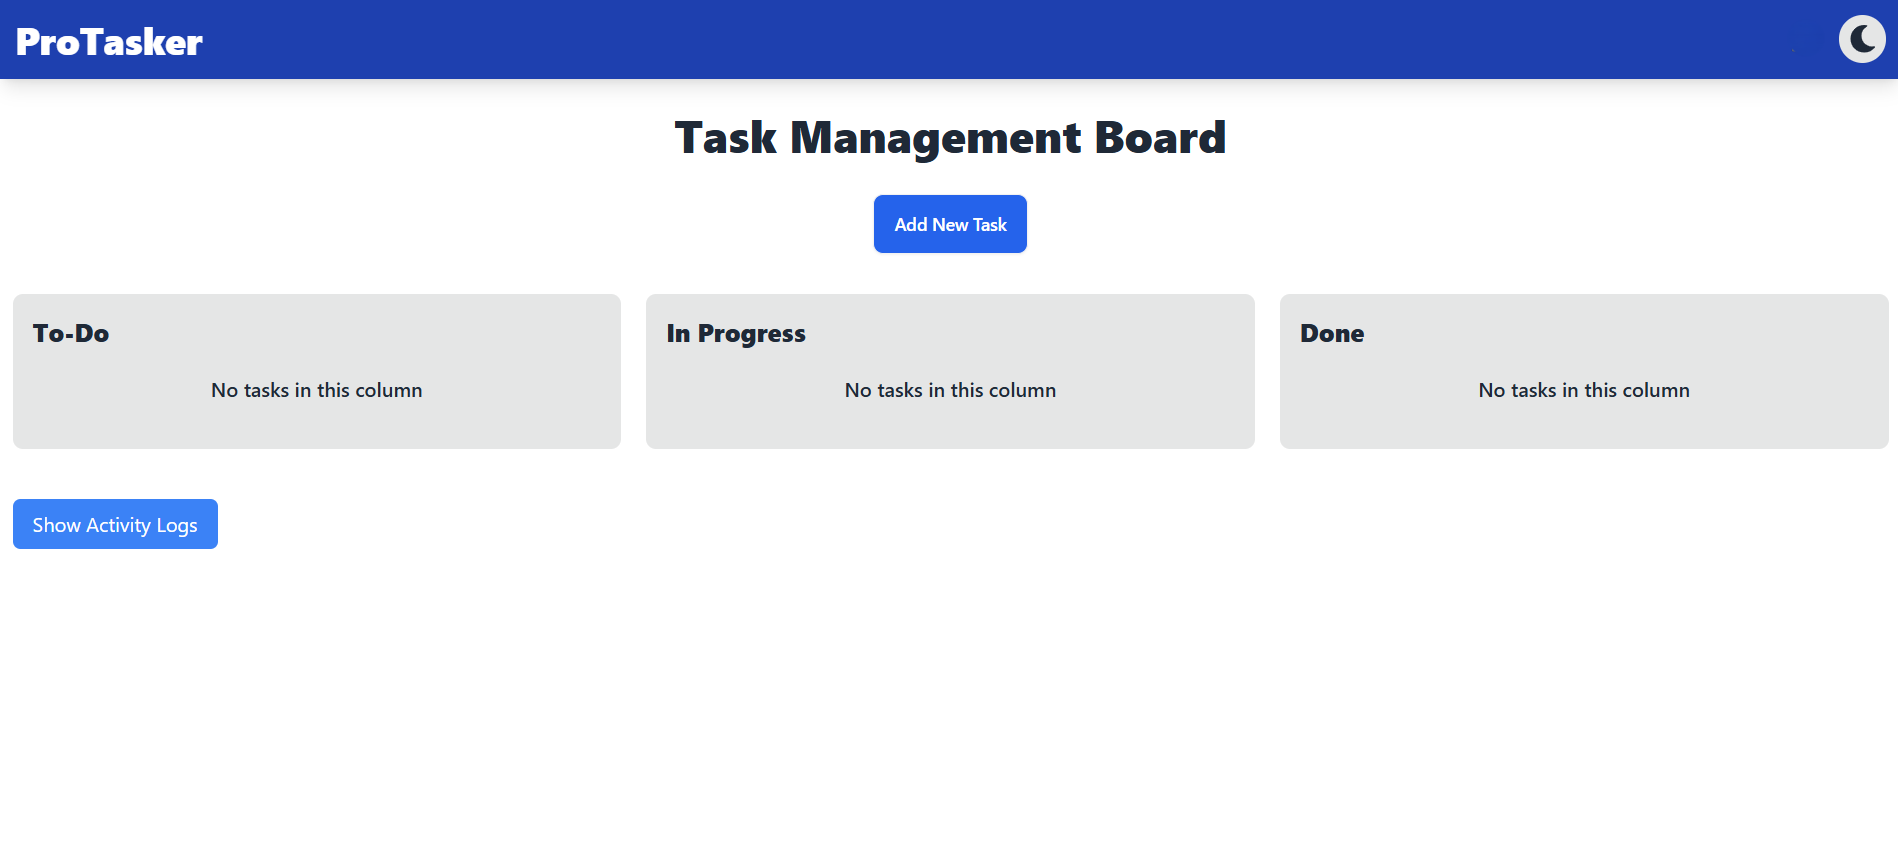 ProTasker
Task Management Board
Add New Task
To-Do
No tasks in this column
In Progress
No tasks in this column
Done
No tasks in this column
Show Activity Logs